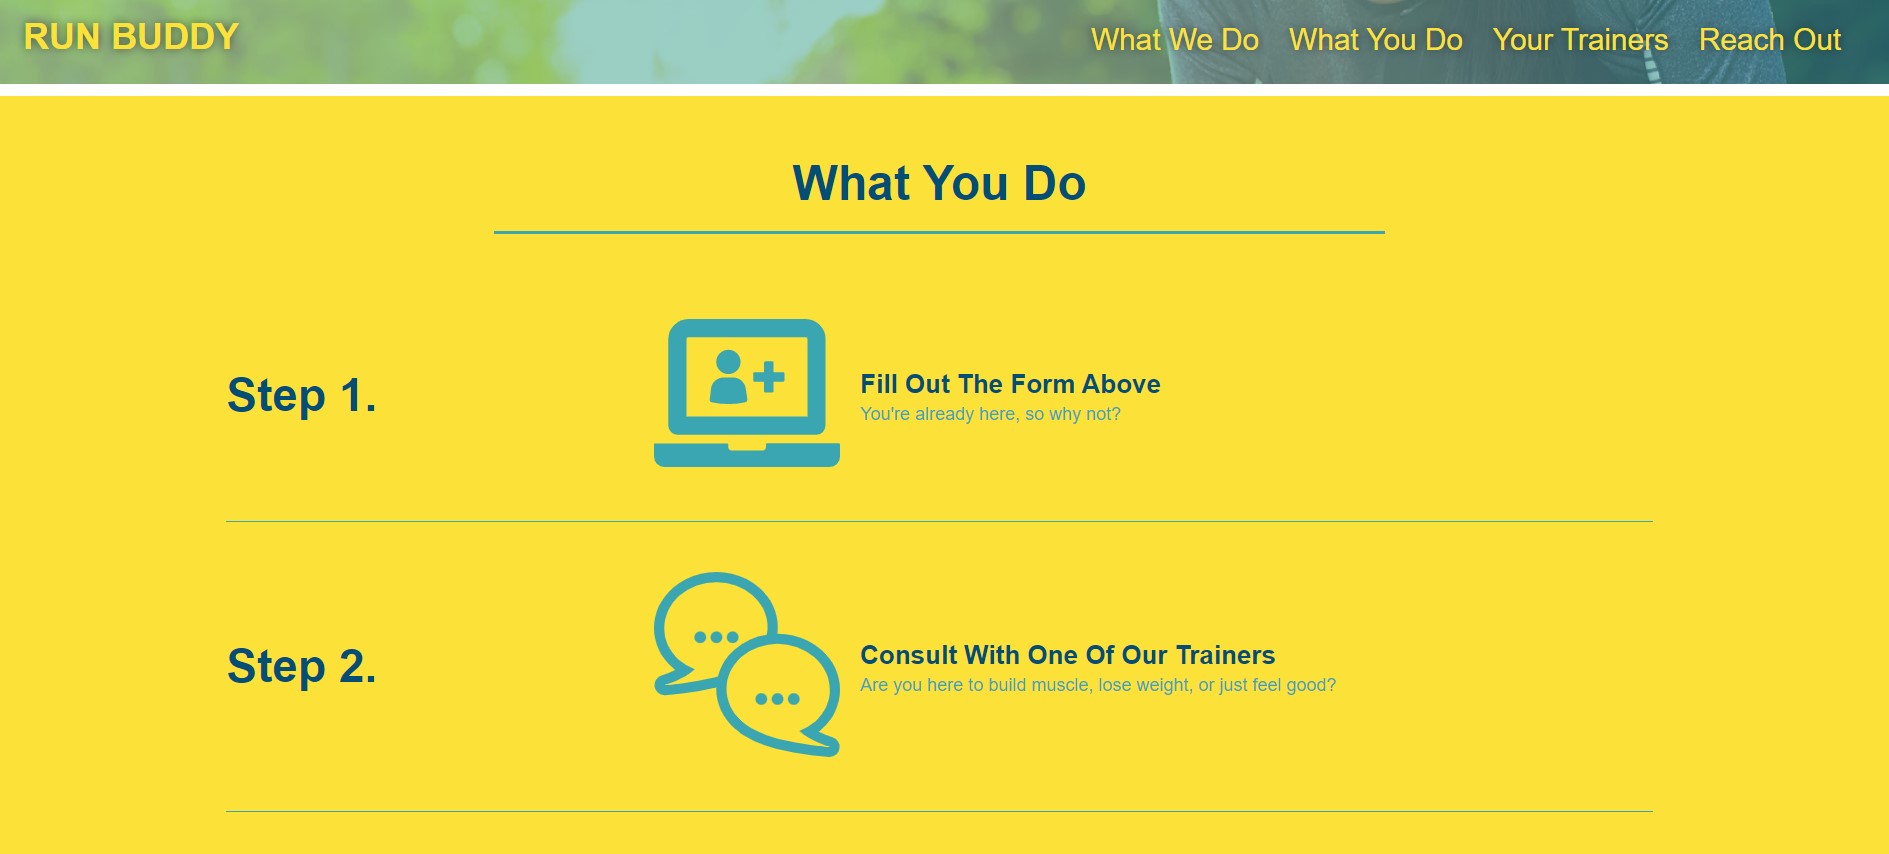 RUN BUDDY
What We Do What You Do Your Trainers Reach Out
What You Do
Step 1.
Fill Out The Form Above
You're already here, so why not?
Step 2.
Consult With One Of Our Trainers
Are you here to build muscle, lose weight, or just feel good?